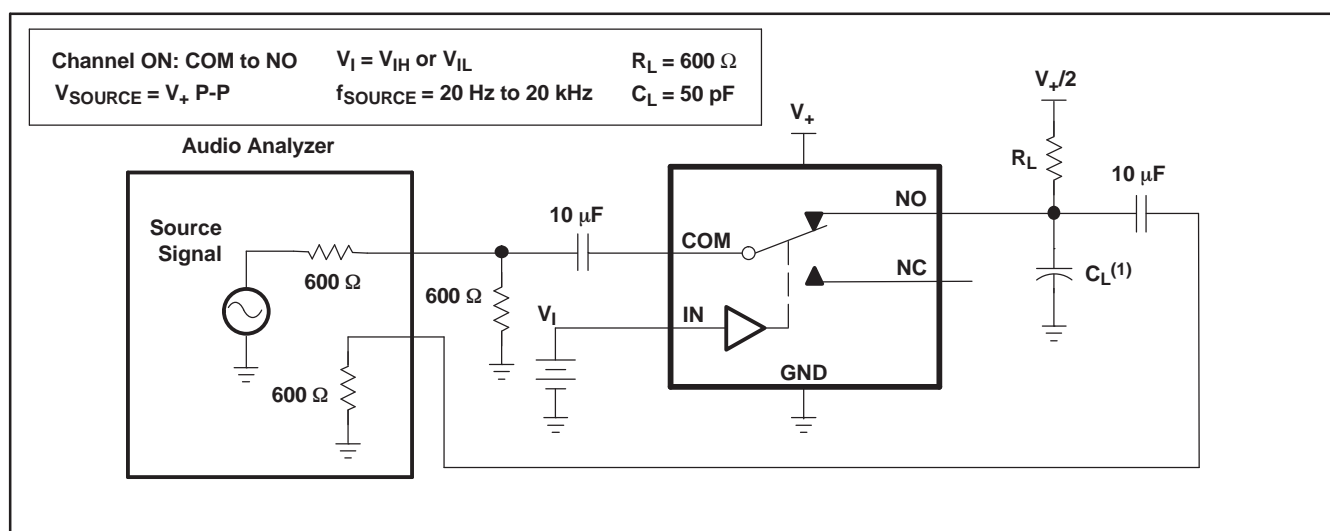 Channel ON: COM to NO
V_I = V_IH or V_IL
R_L = 600 Ω
V_SOURCE = V_+ P-P
f_SOURCE = 20 Hz to 20 kHz
C_L = 50 pF
Audio Analyzer
Source
Signal
600 Ω
600 Ω
600 Ω
10 μF
V_I
V_+
COM
IN
NO
NC
GND
V_+/2
R_L
10 μF
C_L(1)